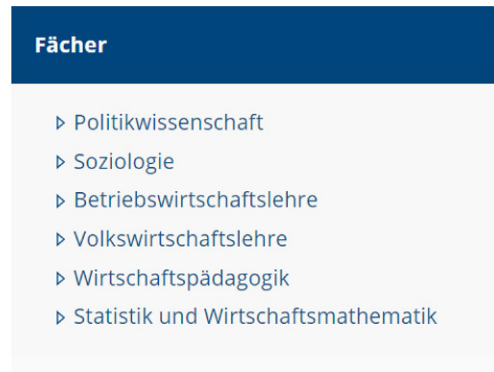 Fächer
Politikwissenschaft
Soziologie
Betriebswirtschaftslehre
Volkswirtschaftslehre
Wirtschaftspädagogik
Statistik und Wirtschaftsmathematik